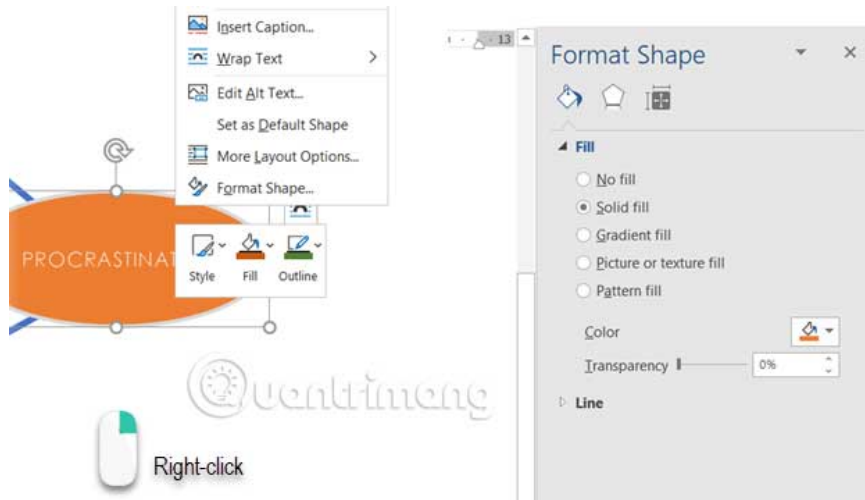 Insert Caption...
Wrap Text
Edit Alt Text...
Set as Default Shape
More Layout Options...
Format Shape...
PROCRASTINAT
Style Fill Outline
Quantrimang
Right-click
13
Format Shape
Fill
No fill
Solid fill
Gradient fill
Picture or texture fill
Pattern fill
Color
Transparency 0%
Line